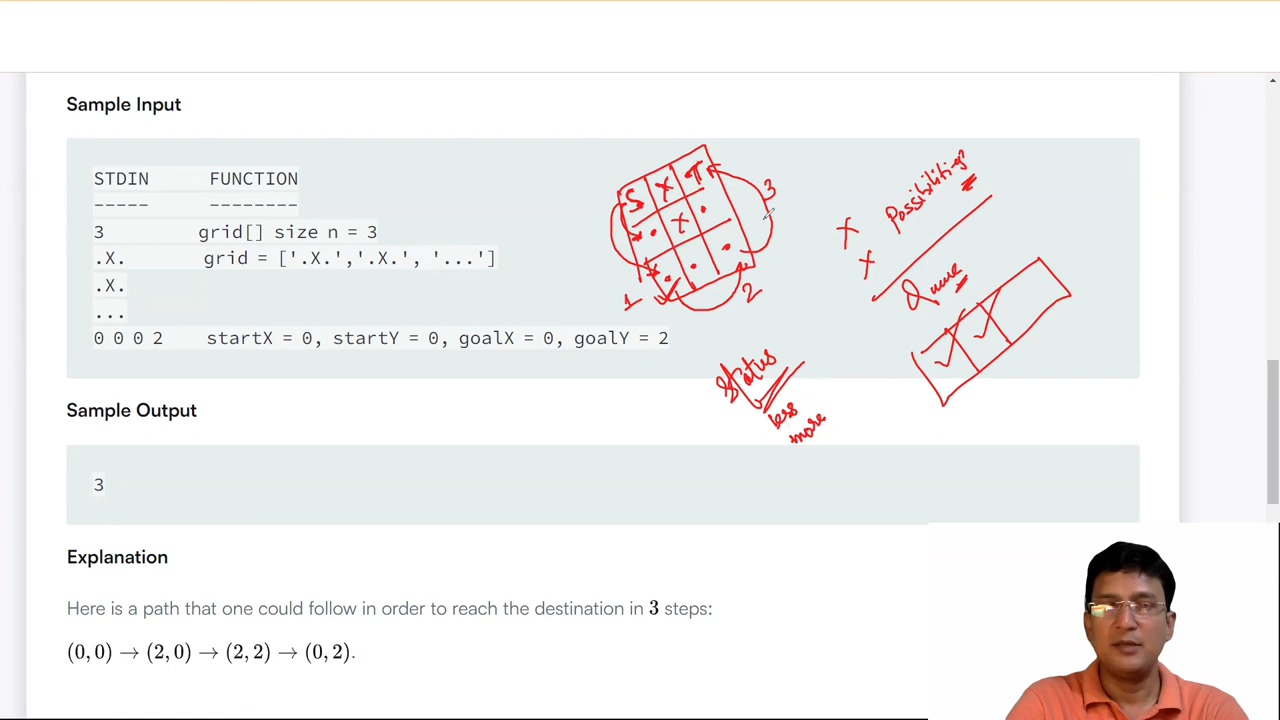 Sample Input
STDIN FUNCTION
----- --------
3 grid[] size n = 3
.X. grid = ['.X.','.X.', '...']
.X.
...
0 0 0 2 startX = 0, startY = 0, goalX = 0, goalY = 2
S X T
X
1
2
3
X Possibilities
X
Queue
Status
less
more
Sample Output
3
Explanation
Here is a path that one could follow in order to reach the destination in 3 steps:
(0, 0) → (2, 0) → (2, 2) → (0, 2).